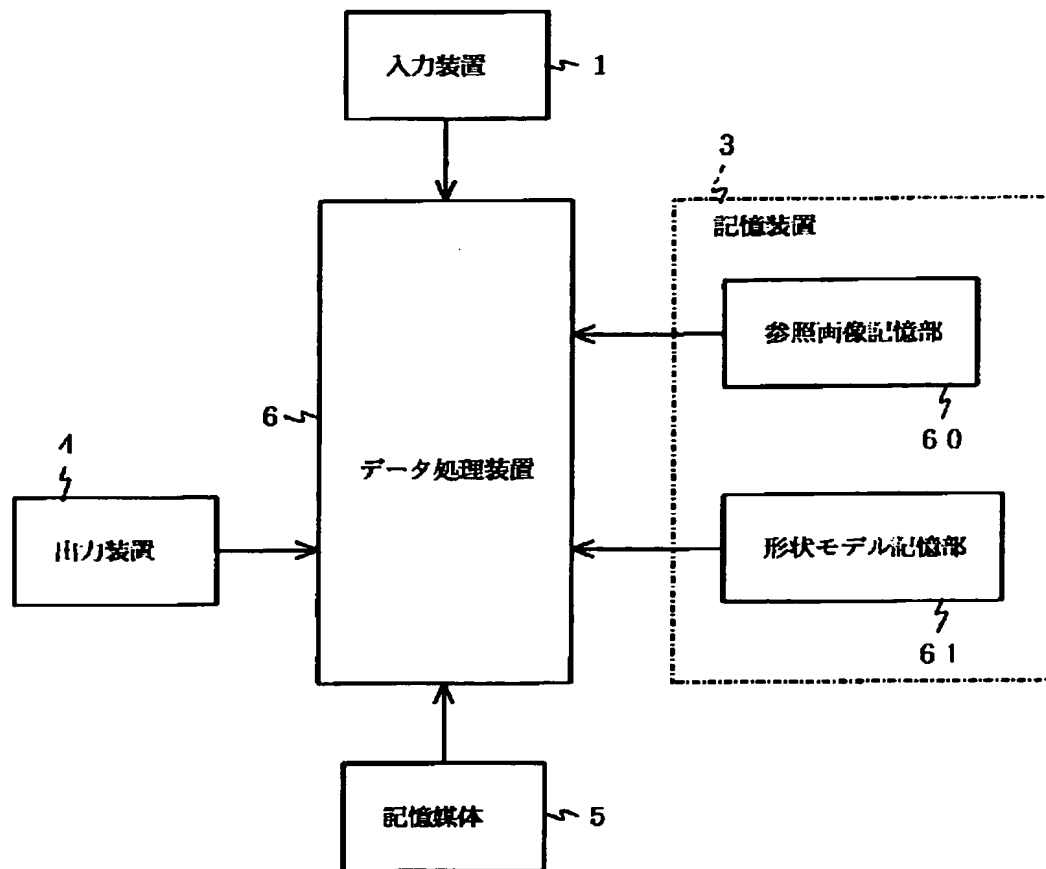 入力装置
1
3
記憶装置
参照画像記憶部
60
6
データ処理装置
4
出力装置
形状モデル記憶部
61
記憶媒体
5